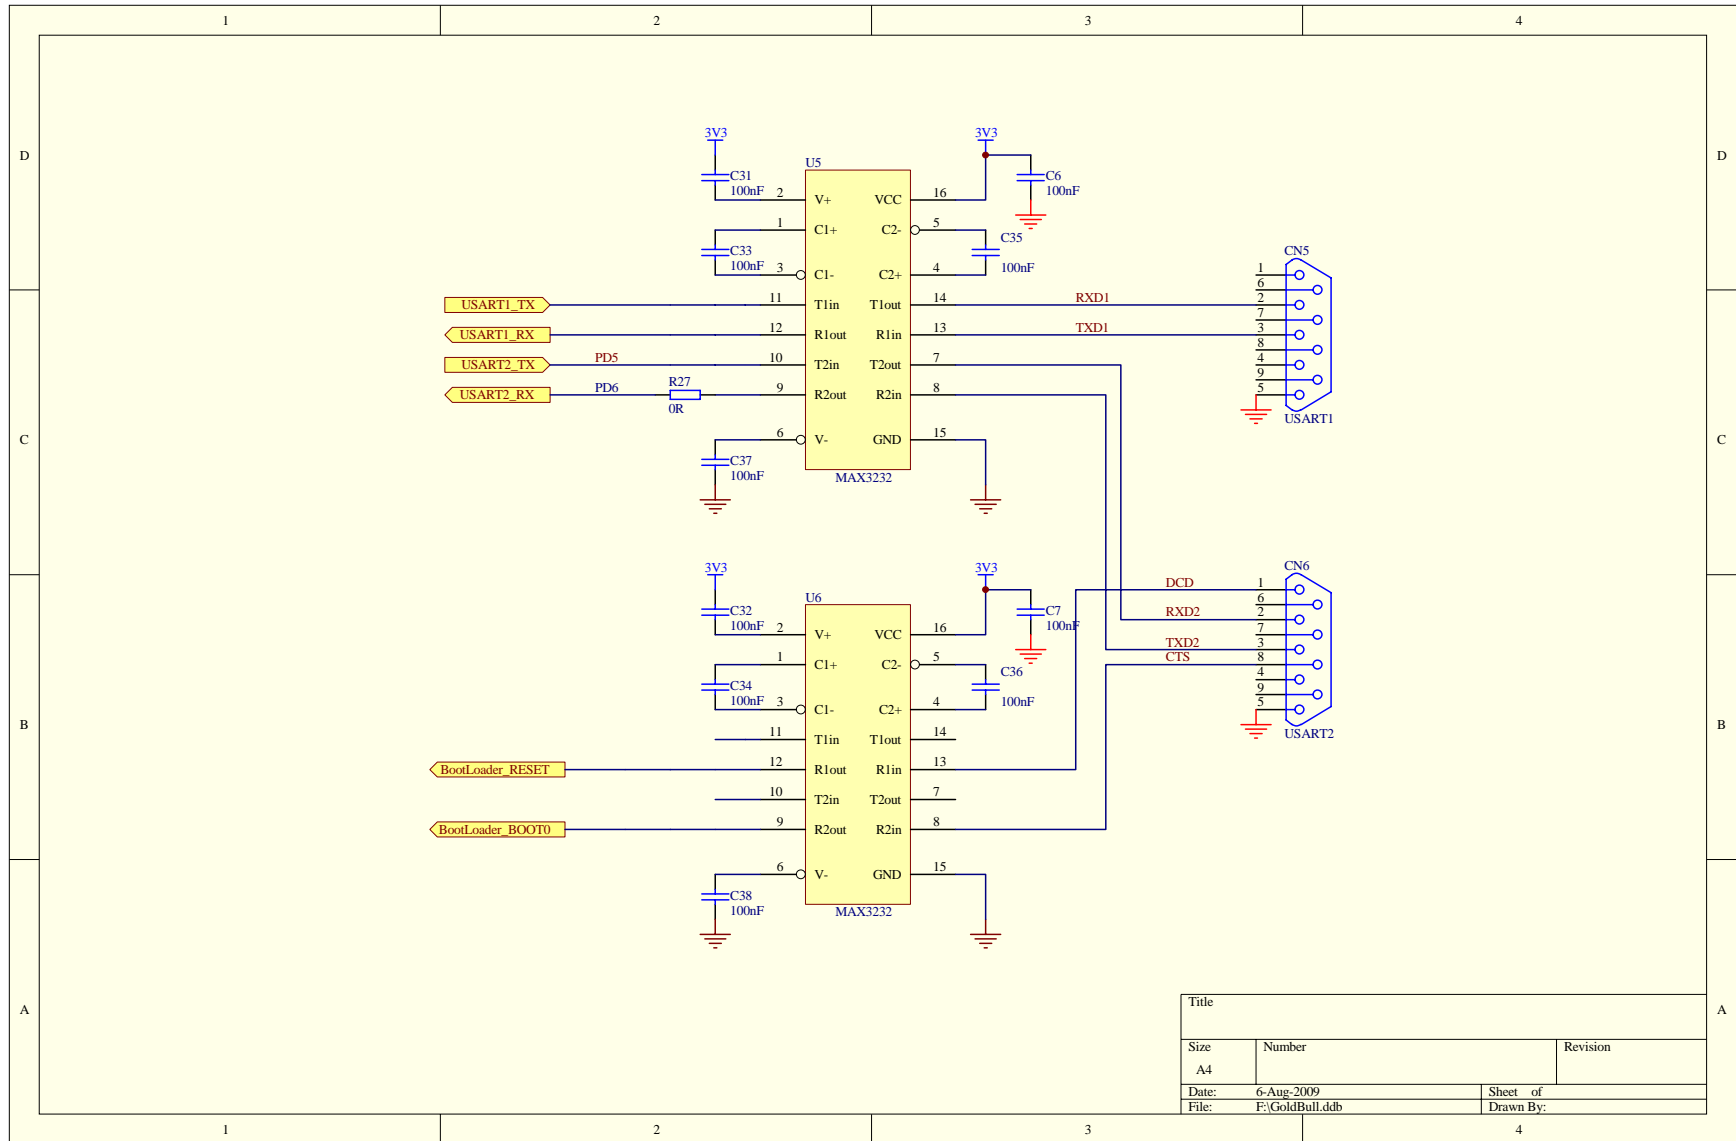 1 2 3 4
D D
3V3 3V3
U5
C31
100nF
C6
100nF
2 V+ VCC 16
1 C1+ C2- 5
C33
100nF
C35
100nF
3 C1- C2+ 4
USART1_TX 11 T1in T1out 14 RXD1
USART1_RX 12 R1out R1in 13 TXD1
USART2_TX PD5 10 T2in T2out 7
USART2_RX PD6 R27 9 R2out R2in 8
0R
6 V- GND 15
C37
100nF
MAX3232
CN5
1
6
2
7
3
8
4
9
5
USART1
C C
3V3 3V3
U6
C32
100nF
C7
100nF
2 V+ VCC 16
1 C1+ C2- 5
C34
100nF
C36
100nF
3 C1- C2+ 4
11 T1in T1out 14
BootLoader_RESET 12 R1out R1in 13
10 T2in T2out 7
BootLoader_BOOT0 9 R2out R2in 8
6 V- GND 15
C38
100nF
MAX3232
CN6
DCD 1
6
RXD2 2
7
TXD2 3
CTS 8
4
9
5
USART2
B B
A A
Title
Size Number Revision
A4
Date: 6-Aug-2009 Sheet of
File: F:\GoldBull.ddb Drawn By:
1 2 3 4